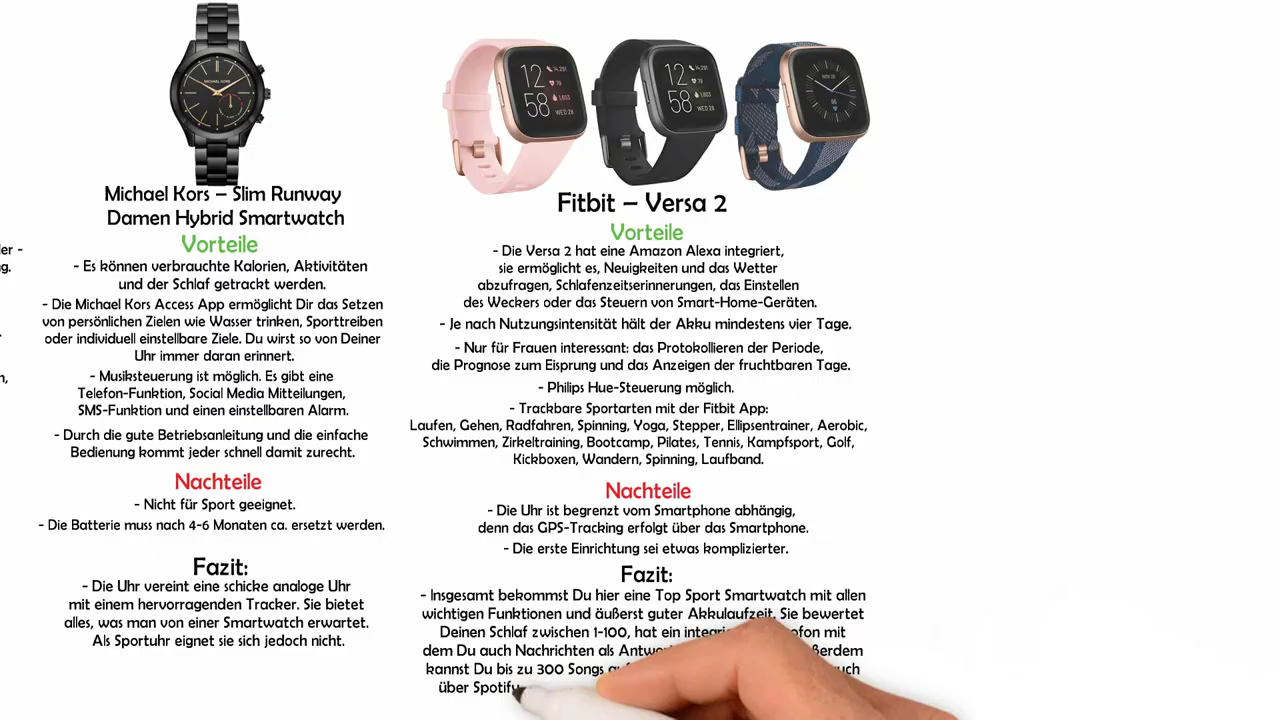 Michael Kors – Slim Runway
Damen Hybrid Smartwatch
Vorteile
- Es können verbrauchte Kalorien, Aktivitäten
und der Schlaf getrackt werden.
- Die Michael Kors Access App ermöglicht Dir das Setzen
von persönlichen Zielen wie Wasser trinken, Sporttreiben
oder individuell einstellbare Ziele. Du wirst so von Deiner
Uhr immer daran erinnert.
- Musiksteuerung ist möglich. Es gibt eine
Telefon-Funktion, Social Media Mitteilungen,
SMS-Funktion und einen einstellbaren Alarm.
- Durch die gute Betriebsanleitung und die einfache
Bedienung kommt jeder schnell damit zurecht.
Nachteile
- Nicht für Sport geeignet.
- Die Batterie muss nach 4-6 Monaten ca. ersetzt werden.
Fazit:
- Die Uhr vereint eine schicke analoge Uhr
mit einem hervorragenden Tracker. Sie bietet
alles, was man von einer Smartwatch erwartet.
Als Sportuhr eignet sie sich jedoch nicht.
12
58
WED 28
12
58
WED 28
Fitbit – Versa 2
Vorteile
- Die Versa 2 hat eine Amazon Alexa integriert,
sie ermöglicht es, Neuigkeiten und das Wetter
abzufragen, Schlafenzeitserinnerungen, das Einstellen
des Weckers oder das Steuern von Smart-Home-Geräten.
- Je nach Nutzungsintensität hält der Akku mindestens vier Tage.
- Nur für Frauen interessant: das Protokollieren der Periode,
die Prognose zum Eisprung und das Anzeigen der fruchtbaren Tage.
- Philips Hue-Steuerung möglich.
- Trackbare Sportarten mit der Fitbit App:
Laufen, Gehen, Radfahren, Spinning, Yoga, Stepper, Ellipsentrainer, Aerobic,
Schwimmen, Zirkeltraining, Bootcamp, Pilates, Tennis, Kampfsport, Golf,
Kickboxen, Wandern, Spinning, Laufband.
Nachteile
- Die Uhr ist begrenzt vom Smartphone abhängig,
denn das GPS-Tracking erfolgt über das Smartphone.
- Die erste Einrichtung sei etwas komplizierter.
Fazit:
- Insgesamt bekommst Du hier eine Top Sport Smartwatch mit allen
wichtigen Funktionen und äußerst guter Akkulaufzeit. Sie bewertet
Deinen Schlaf zwischen 1-100, hat ein mit
dem Du auch Nachrichten als
kannst Du bis zu 300 Songs
über Spotify